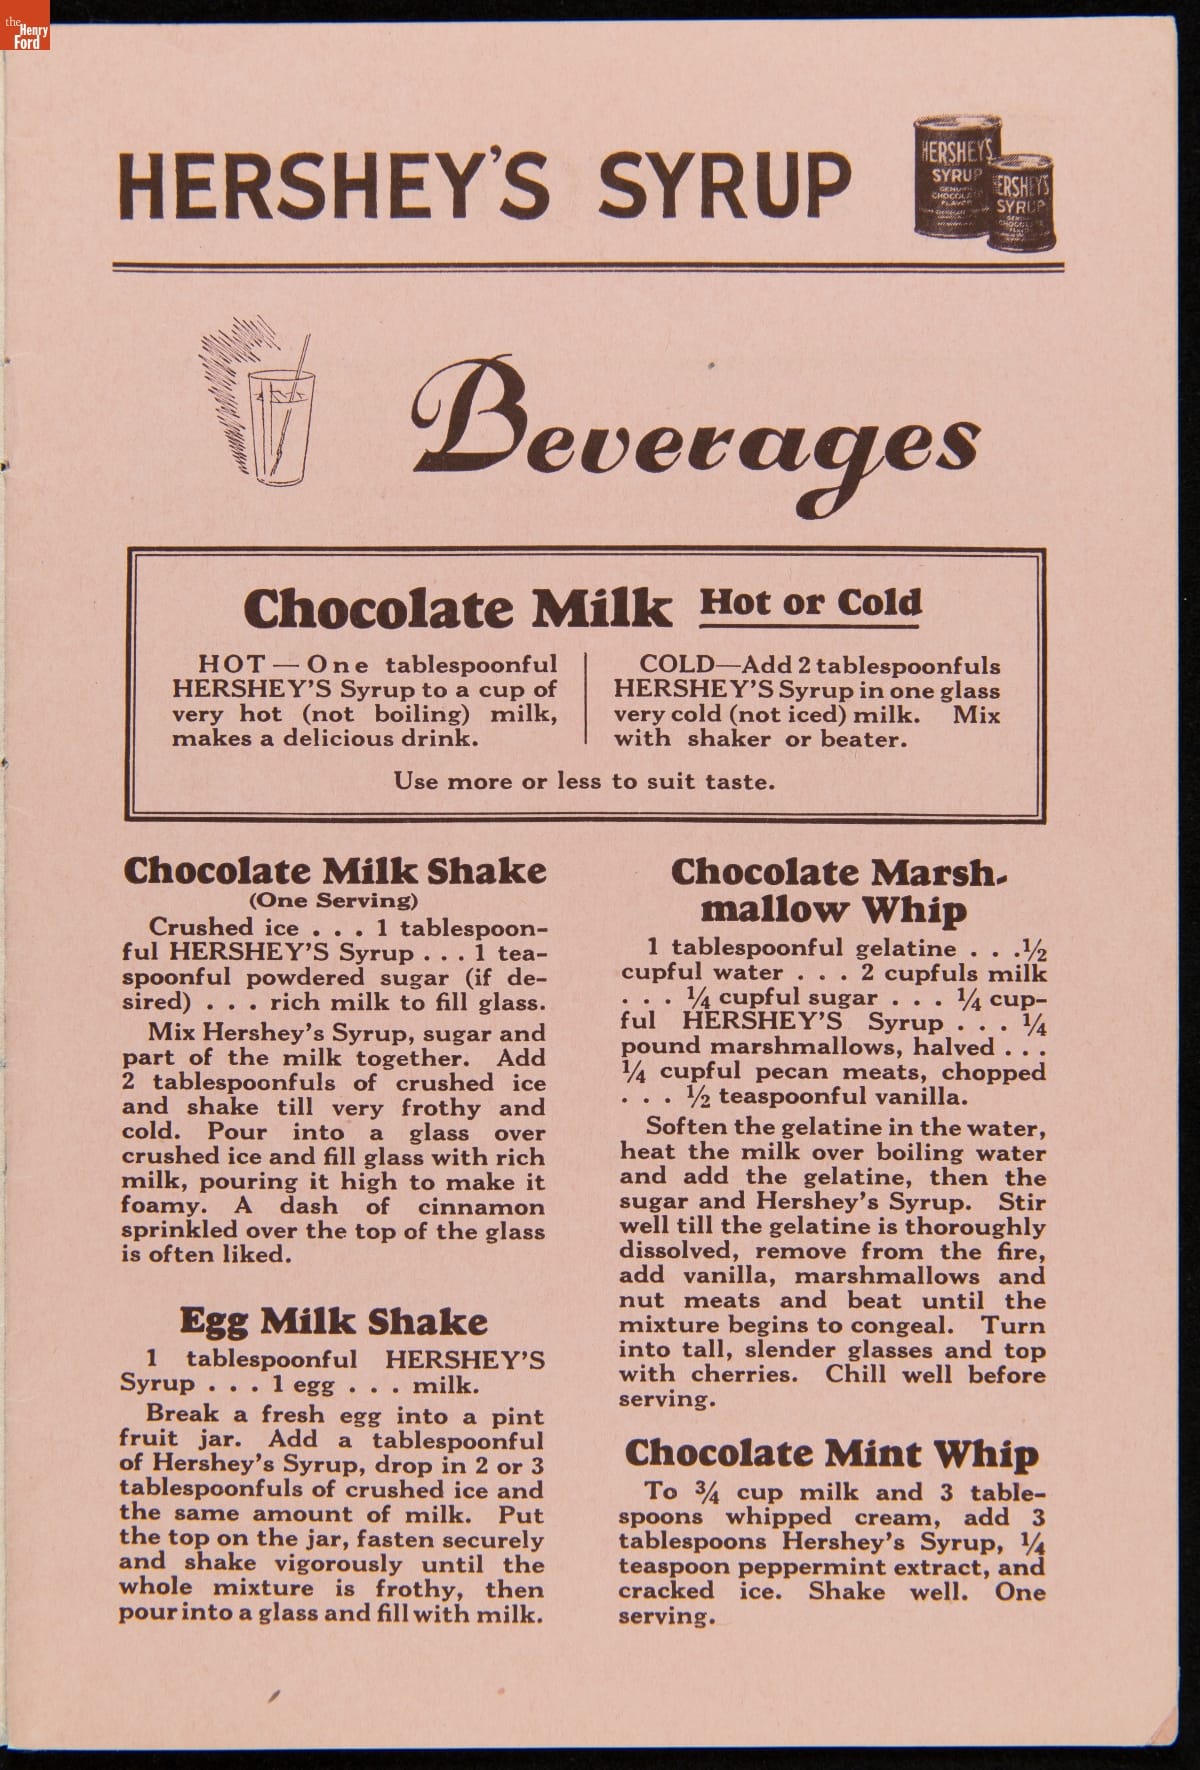 the
Henry
Ford
HERSHEY'S SYRUP
HERSHEY'S
SYRUP
GENUINE
CHOCOLATE
FLAVOR
HERSHEY'S
SYRUP
Beverages
Chocolate Milk Hot or Cold
HOT — One tablespoonful
HERSHEY'S Syrup to a cup of
very hot (not boiling) milk,
makes a delicious drink.
COLD—Add 2 tablespoonfuls
HERSHEY'S Syrup in one glass
very cold (not iced) milk. Mix
with shaker or beater.
Use more or less to suit taste.
Chocolate Milk Shake
(One Serving)
Crushed ice . . . 1 tablespoon-
ful HERSHEY'S Syrup . . . 1 tea-
spoonful powdered sugar (if de-
sired) . . . rich milk to fill glass.
Mix Hershey's Syrup, sugar and
part of the milk together. Add
2 tablespoonfuls of crushed ice
and shake till very frothy and
cold. Pour into a glass over
crushed ice and fill glass with rich
milk, pouring it high to make it
foamy. A dash of cinnamon
sprinkled over the top of the glass
is often liked.
Egg Milk Shake
1 tablespoonful HERSHEY'S
Syrup . . . 1 egg . . . milk.
Break a fresh egg into a pint
fruit jar. Add a tablespoonful
of Hershey's Syrup, drop in 2 or 3
tablespoonfuls of crushed ice and
the same amount of milk. Put
the top on the jar, fasten securely
and shake vigorously until the
whole mixture is frothy, then
pour into a glass and fill with milk.
Chocolate Marsh-
mallow Whip
1 tablespoonful gelatine . . .½
cupful water . . . 2 cupfuls milk
. . . ¼ cupful sugar . . . ¼ cup-
ful HERSHEY'S Syrup . . . ¼
pound marshmallows, halved . . .
¼ cupful pecan meats, chopped
. . . ½ teaspoonful vanilla.
Soften the gelatine in the water,
heat the milk over boiling water
and add the gelatine, then the
sugar and Hershey's Syrup. Stir
well till the gelatine is thoroughly
dissolved, remove from the fire,
add vanilla, marshmallows and
nut meats and beat until the
mixture begins to congeal. Turn
into tall, slender glasses and top
with cherries. Chill well before
serving.
Chocolate Mint Whip
To ¾ cup milk and 3 table-
spoons whipped cream, add 3
tablespoons Hershey's Syrup, ¼
teaspoon peppermint extract, and
cracked ice. Shake well. One
serving.